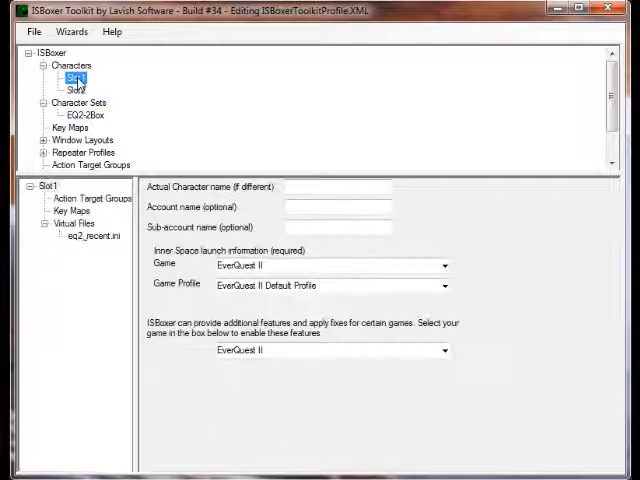 ISBoxer Toolkit by Lavish Software - Build #34 - Editing ISBoxerToolkitProfile.XML
File Wizards Help
ISBoxer
Characters
Slot1
Slot2
Character Sets
EQ2-2Box
Key Maps
Window Layouts
Repeater Profiles
Action Target Groups
Slot1
Action Target Groups
Key Maps
Virtual Files
eq2_recent.ini
Actual Character name (if different)
Account name (optional)
Sub-account name (optional)
Inner Space launch information (required)
Game EverQuest II
Game Profile EverQuest II Default Profile
ISBoxer can provide additional features and apply fixes for certain games. Select your
game in the box below to enable these features
EverQuest II